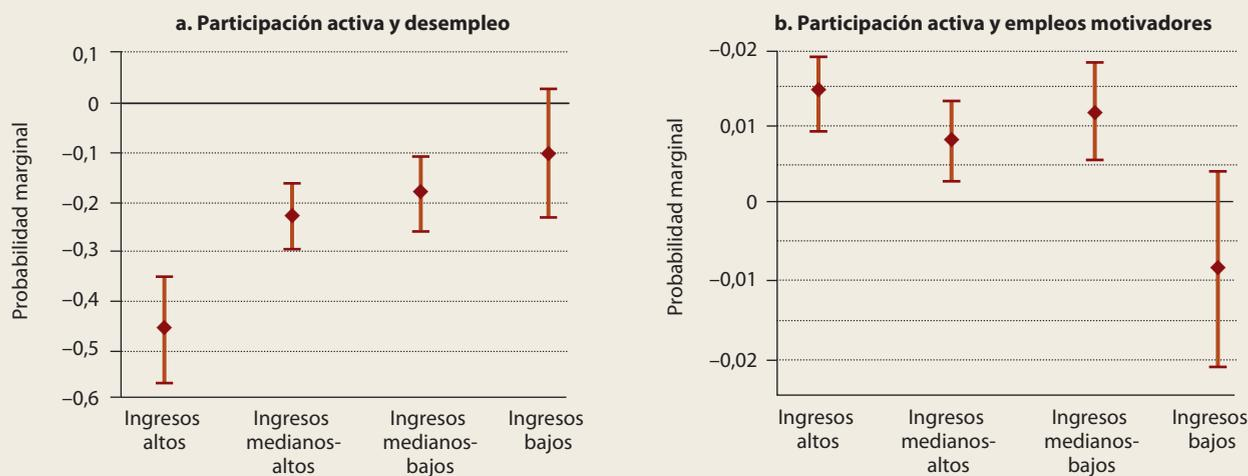 a. Participación activa y desempleo
Probabilidad marginal
0,1
0
–0,1
–0,2
–0,3
–0,4
–0,5
–0,6
Ingresos
altos
Ingresos
medianos-
altos
Ingresos
medianos-
bajos
Ingresos
bajos
b. Participación activa y empleos motivadores
Probabilidad marginal
–0,02
0,01
0
–0,01
–0,02
Ingresos
altos
Ingresos
medianos-
altos
Ingresos
medianos-
bajos
Ingresos
bajos